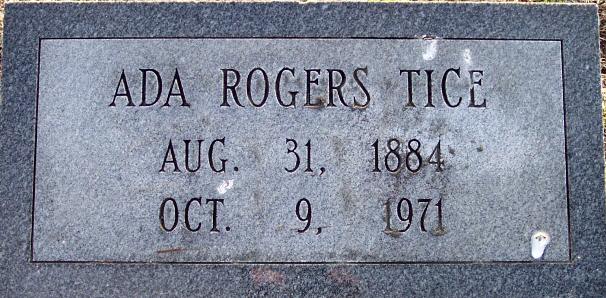 ADA ROGERS TICE
AUG. 31, 1884
OCT. 9, 1971